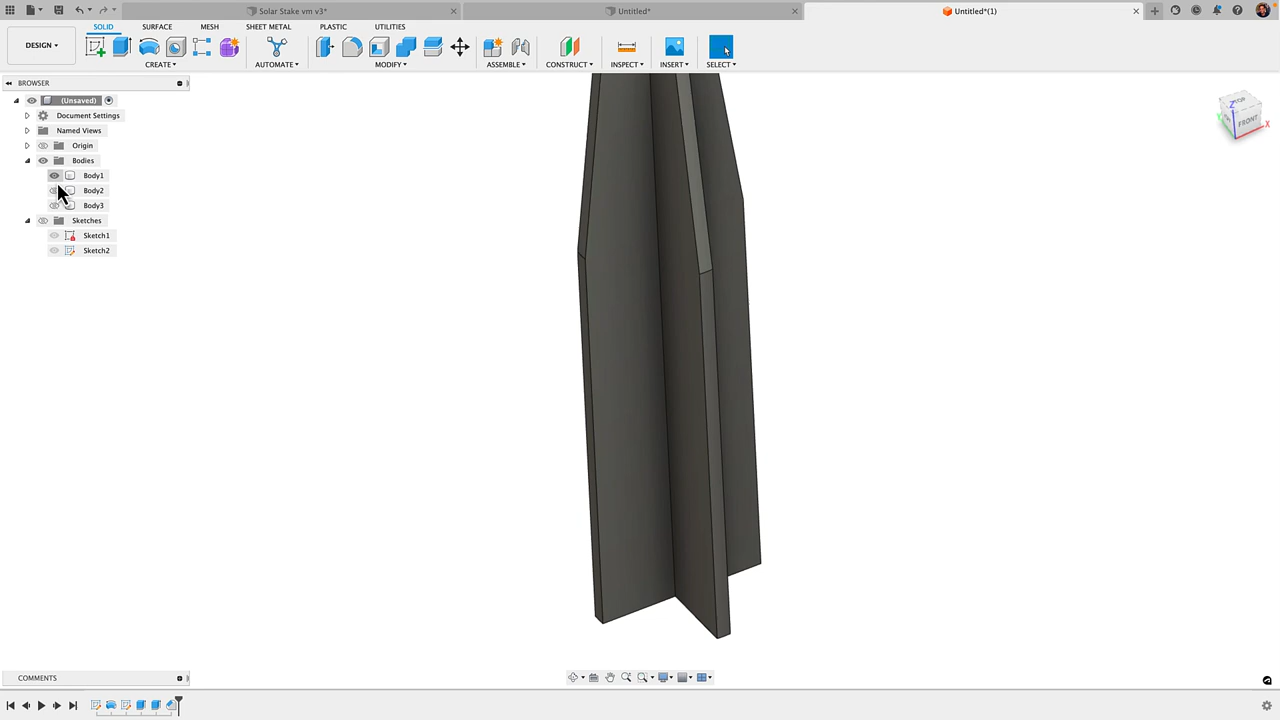 Solar Stake vm v3*
Untitled*
Untitled*(1)
DESIGN
SOLID
SURFACE
MESH
SHEET METAL
PLASTIC
UTILITIES
CREATE
AUTOMATE
MODIFY
ASSEMBLE
CONSTRUCT
INSPECT
INSERT
SELECT
BROWSER
(Unsaved)
Document Settings
Named Views
Origin
Bodies
Body1
Body2
Body3
Sketches
Sketch1
Sketch2
TOP
FRONT
Z
X
COMMENTS